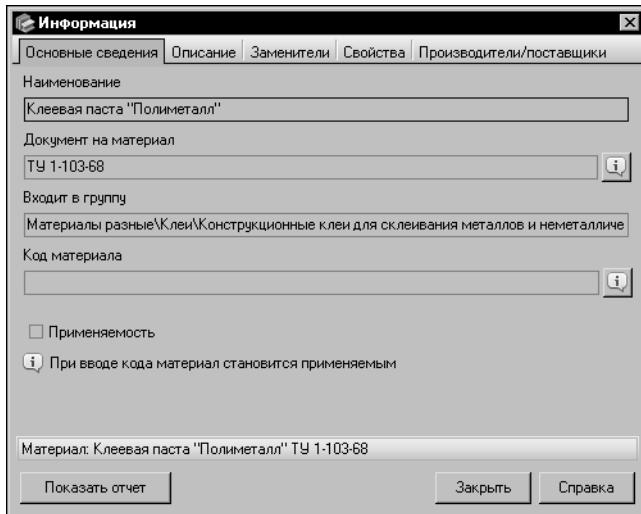 Информация
Основные сведения Описание Заменители Свойства Производители/поставщики
Наименование
Клеевая паста "Полиметалл"
Документ на материал
ТУ 1-103-68
Входит в группу
Материалы разные\Клеи\Конструкционные клеи для склеивания металлов и неметалличе
Код материала
Применяемость
При вводе кода материал становится применяемым
Материал: Клеевая паста "Полиметалл" ТУ 1-103-68
Показать отчет Закрыть Справка